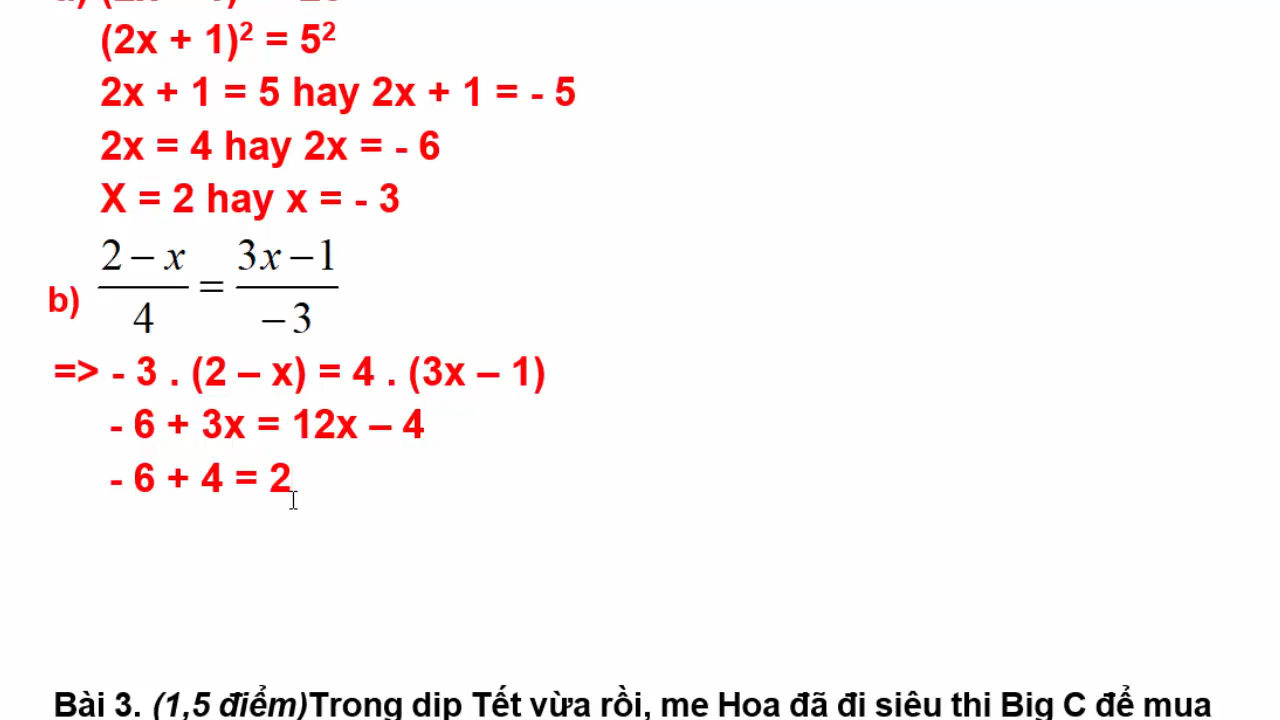 (2x + 1)² = 5²
2x + 1 = 5 hay 2x + 1 = - 5
2x = 4 hay 2x = - 6
X = 2 hay x = - 3
b) (2 – x)/4 = (3x – 1)/(– 3)
=> - 3 . (2 – x) = 4 . (3x – 1)
- 6 + 3x = 12x – 4
- 6 + 4 = 2
Bài 3. (1,5 điểm)Trong dịp Tết vừa rồi, mẹ Hoa đã đi siêu thị Big C để mua